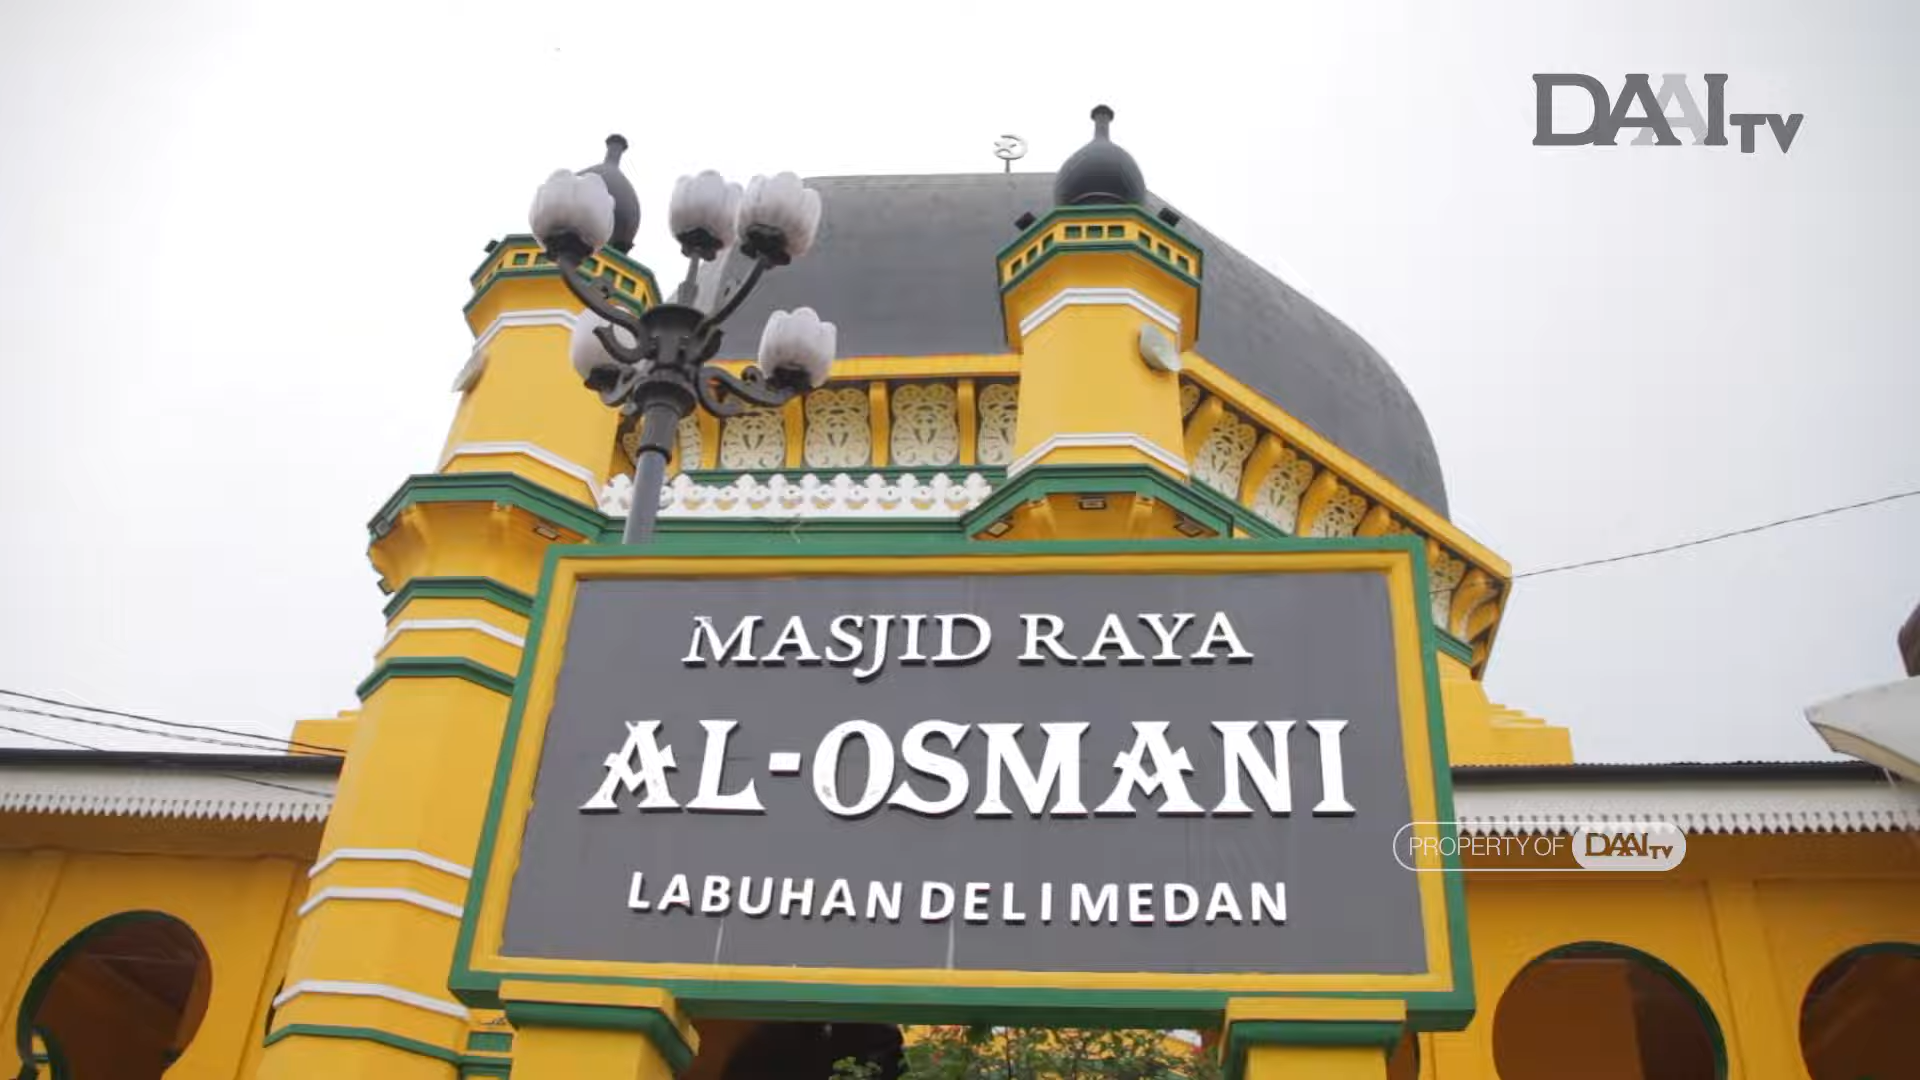 DAAI TV
MASJID RAYA
AL-OSMANI
LABUHAN DELI MEDAN
PROPERTY OF DAAI TV